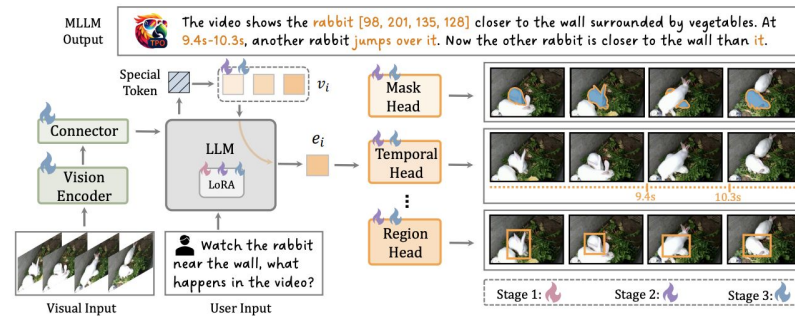 MLLM
Output
TPO
The video shows the rabbit [98, 201, 135, 128] closer to the wall surrounded by vegetables. At
9.4s-10.3s, another rabbit jumps over it. Now the other rabbit is closer to the wall than it.
Special
Token
v_i
Connector
Vision
Encoder
LLM
LoRA
e_i
Mask
Head
Temporal
Head
Region
Head
9.4s
10.3s
Watch the rabbit
near the wall, what
happens in the video?
Visual Input
User Input
Stage 1:
Stage 2:
Stage 3: